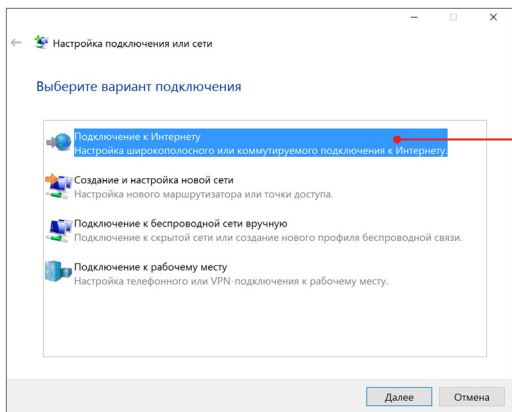 Настройка подключения или сети
Выберите вариант подключения
Подключение к Интернету
Настройка широкополосного или коммутируемого подключения к Интернету.
Создание и настройка новой сети
Настройка нового маршрутизатора или точки доступа.
Подключение к беспроводной сети вручную
Подключение к скрытой сети или создание нового профиля беспроводной связи.
Подключение к рабочему месту
Настройка телефонного или VPN-подключения к рабочему месту.
Далее
Отмена